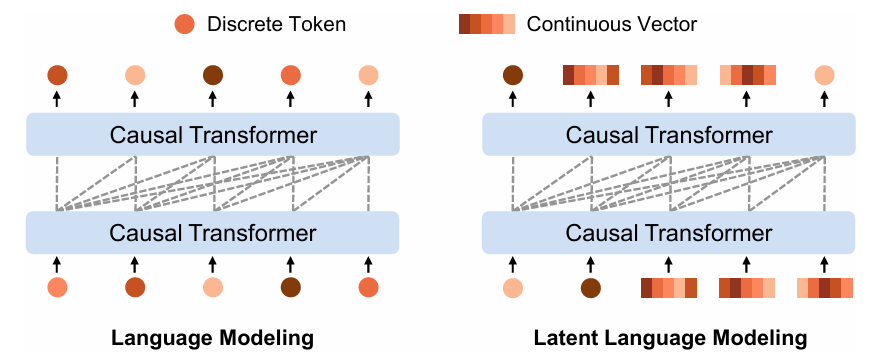 Discrete Token
Continuous Vector
Causal Transformer
Causal Transformer
Causal Transformer
Causal Transformer
Language Modeling
Latent Language Modeling